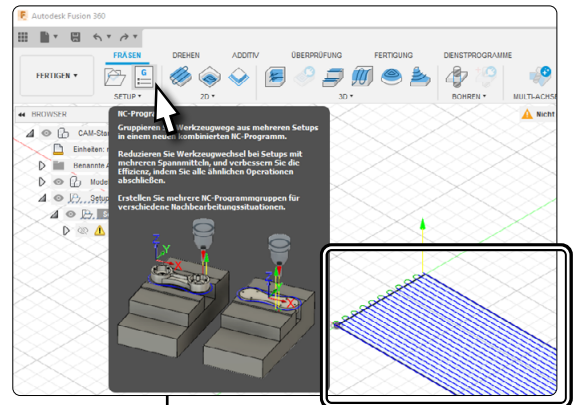 Autodesk Fusion 360
FRÄSEN DREHEN ADDITIV ÜBERPRÜFUNG FERTIGUNG DIENSTPROGRAMME
FERTIGEN
G
SETUP 2D 3D BOHREN MULTI-ACHSE
BROWSER
Nicht
CAM-Sta
Einheiten:
Benannte A
Mode
Setup
S
NC-Progra
Gruppieren Werkzeugwege aus mehreren Setups
in einem neuen kombinierten NC-Programm.
Reduzieren Sie Werkzeugwechsel bei Setups mit
mehreren Spannmitteln, und verbessern Sie die
Effizienz, indem Sie alle ähnlichen Operationen
abschließen.
Erstellen Sie mehrere NC-Programmgruppen für
verschiedene Nachbearbeitungssituationen.
Z
Y
X
Z
X